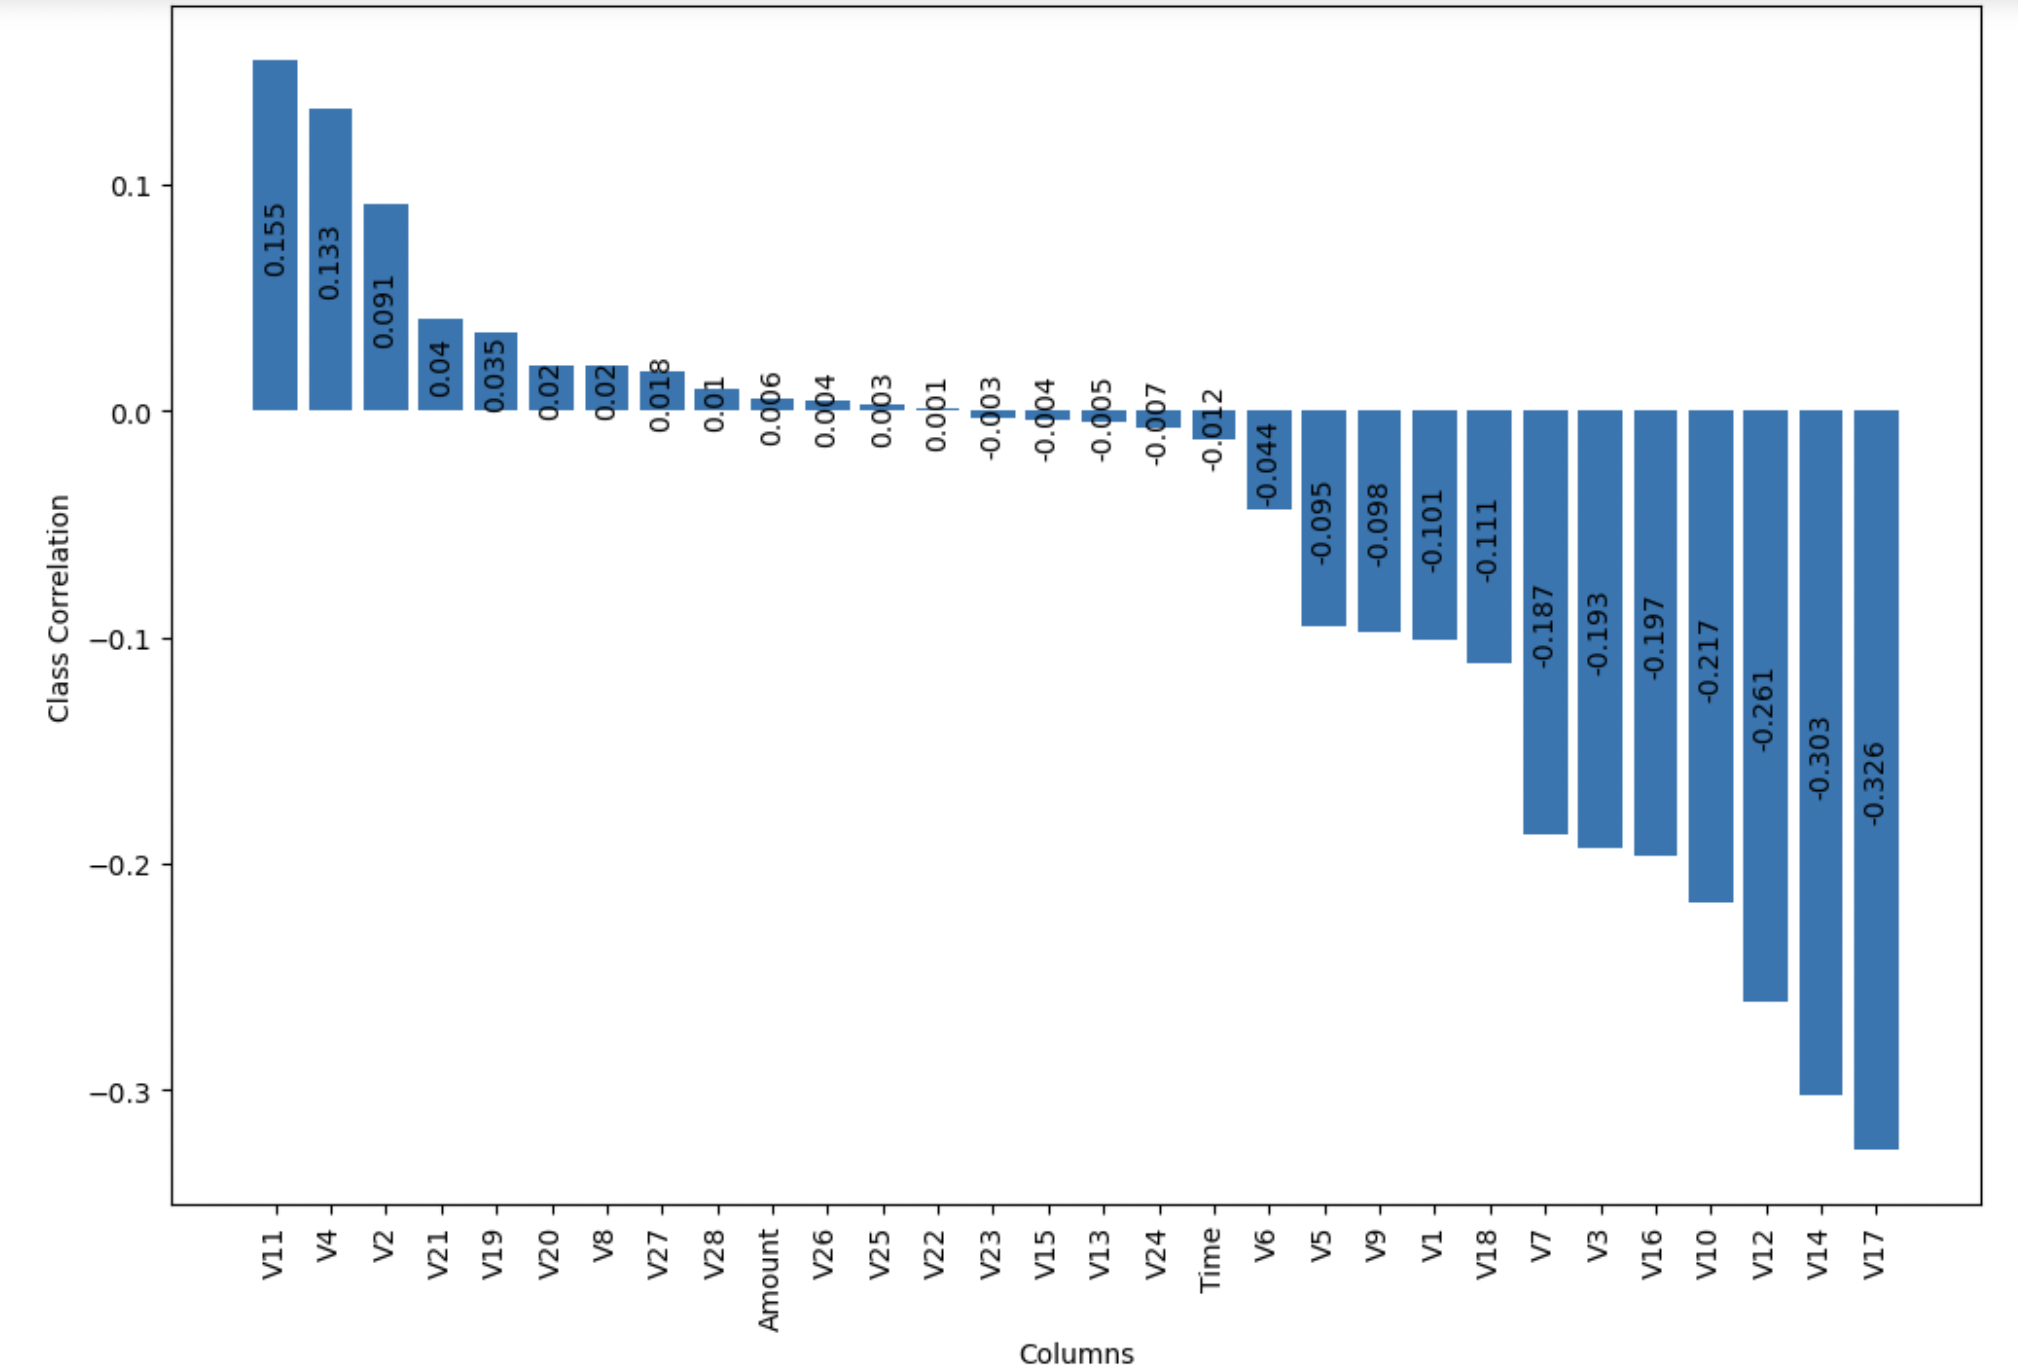 0.1
0.0
−0.1
−0.2
−0.3
Class Correlation
0.155
0.133
0.091
0.04
0.035
0.02
0.02
0.018
0.01
0.006
0.004
0.003
0.001
-0.003
-0.004
-0.005
-0.007
-0.012
-0.044
-0.095
-0.098
-0.101
-0.111
-0.187
-0.193
-0.197
-0.217
-0.261
-0.303
-0.326
V11
V4
V2
V21
V19
V20
V8
V27
V28
Amount
V26
V25
V22
V23
V15
V13
V24
Time
V6
V5
V9
V1
V18
V7
V3
V16
V10
V12
V14
V17
Columns